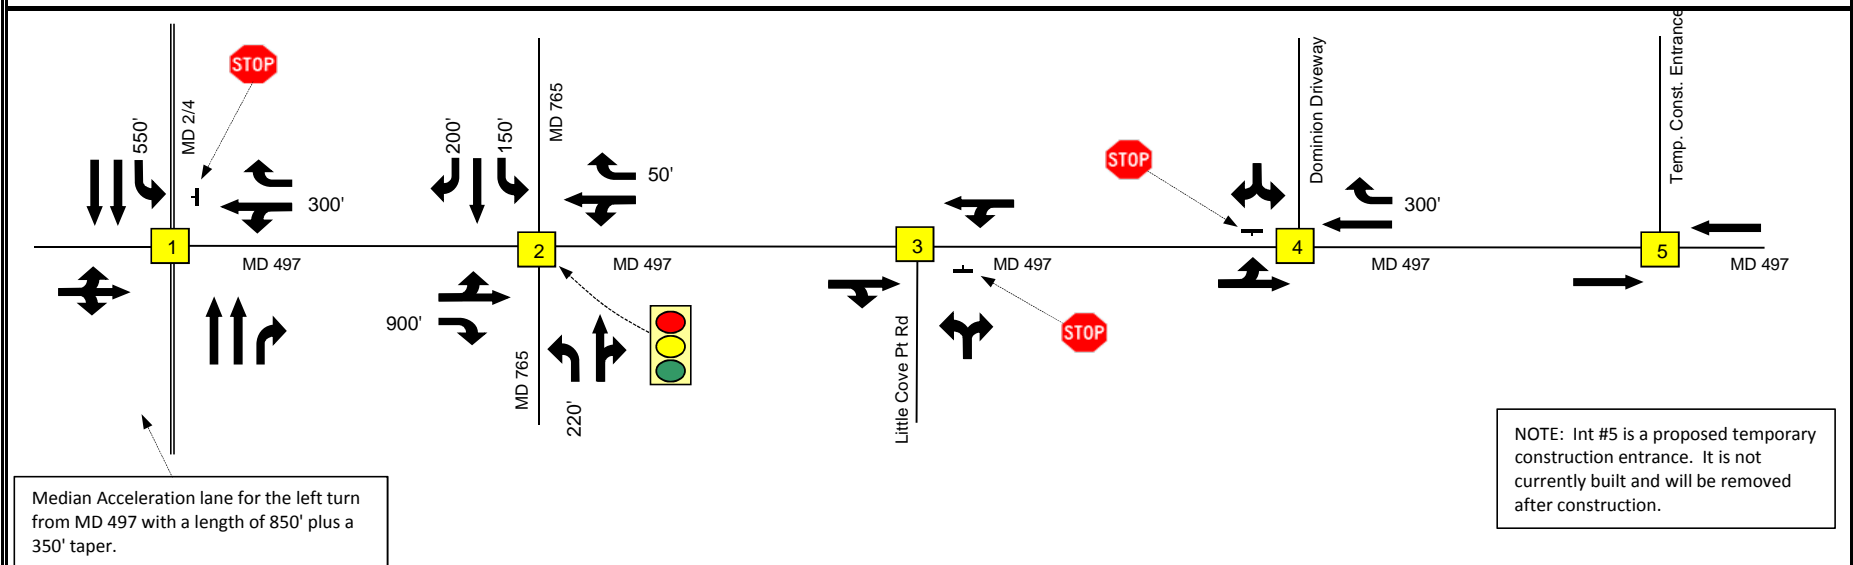 STOP
MD 2/4
550'
300'
1
MD 497
Median Acceleration lane for the left turn
from MD 497 with a length of 850' plus a
350' taper.
200'
150'
MD 765
50'
2
MD 497
900'
MD 765
220'
3
MD 497
Little Cove Pt Rd
STOP
STOP
Dominion Driveway
300'
4
MD 497
Temp. Const. Entrance
5
MD 497
NOTE: Int #5 is a proposed temporary
construction entrance. It is not
currently built and will be removed
after construction.